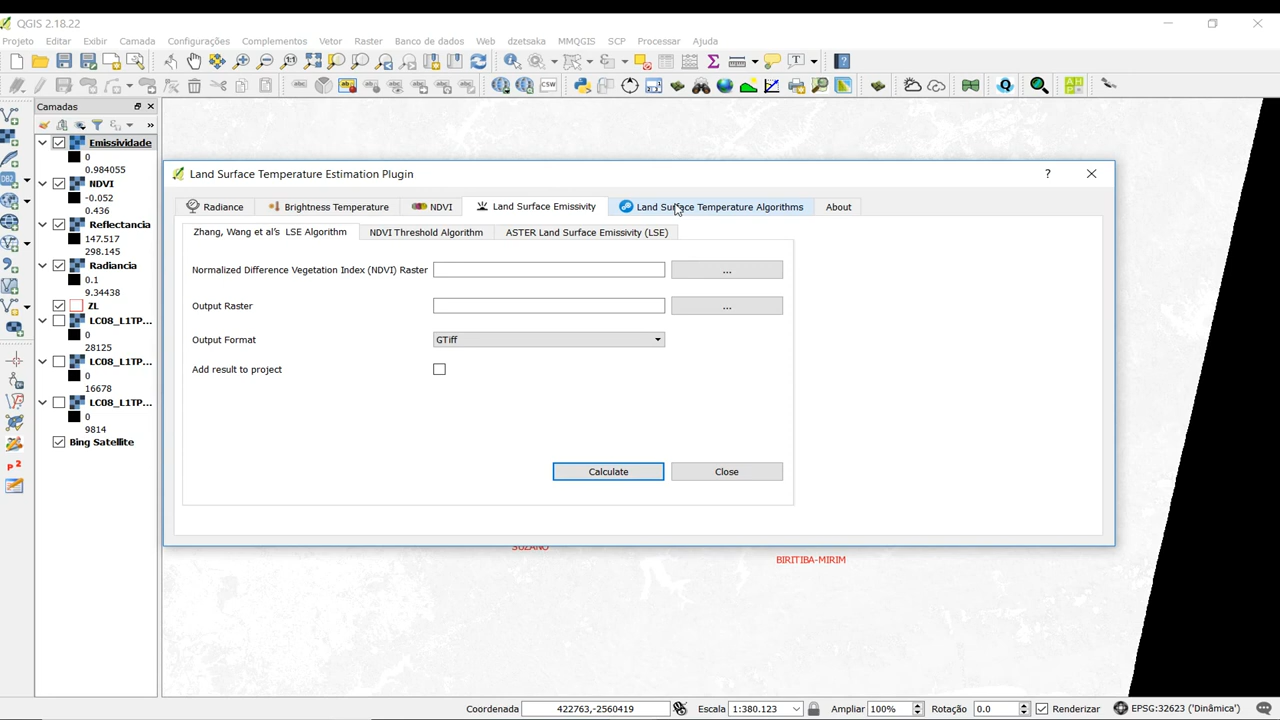 QGIS 2.18.22
Projeto Editar Exibir Camada Configurações Complementos Vetor Raster Banco de dados Web dzetsaka MMQGIS SCP Processar Ajuda
Camadas
Emissividade
0
0.984055
NDVI
-0.052
0.436
Reflectancia
147.517
298.145
Radiancia
0.1
9.34438
ZL
LC08_L1TP...
0
28125
LC08_L1TP...
0
16678
LC08_L1TP...
0
9814
Bing Satellite
Land Surface Temperature Estimation Plugin
Radiance Brightness Temperature NDVI Land Surface Emissivity Land Surface Temperature Algorithms About
Zhang, Wang et al's LSE Algorithm NDVI Threshold Algorithm ASTER Land Surface Emissivity (LSE)
Normalized Difference Vegetation Index (NDVI) Raster ...
Output Raster ...
Output Format GTiff
Add result to project
Calculate Close
SUZANO
BIRITIBA-MIRIM
Coordenada 422763,-2560419 Escala 1:380.123 Ampliar 100% Rotação 0.0 Renderizar EPSG:32623 ('Dinâmica')